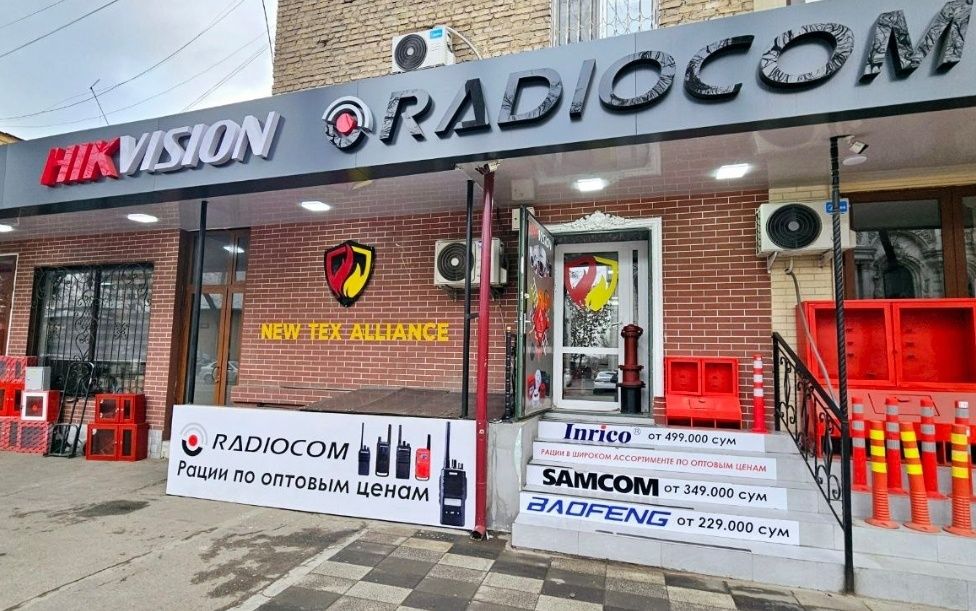 HIKVISION
RADIOCOM
NEW TEX ALLIANCE
RADIOCOM
Рации по оптовым ценам
Inrico® от 499.000 сум
РАЦИИ В ШИРОКОМ АССОРТИМЕНТЕ ПО ОПТОВЫМ ЦЕНАМ
SAMCOM от 349.000 сум
BAOFENG от 229.000 сум